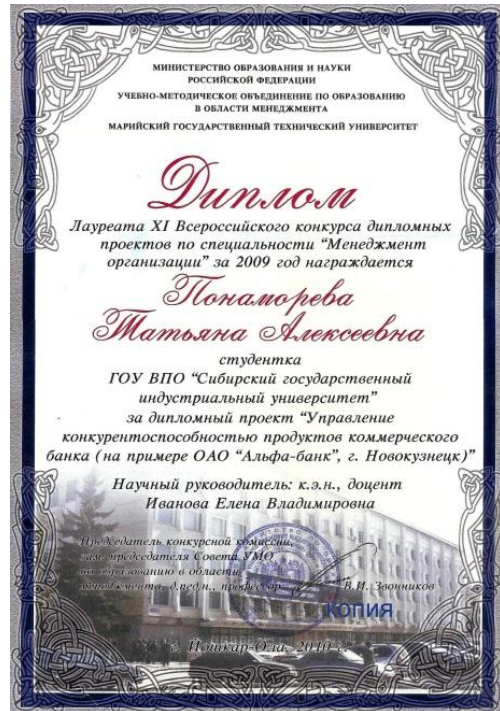 МИНИСТЕРСТВО ОБРАЗОВАНИЯ И НАУКИ
РОССИЙСКОЙ ФЕДЕРАЦИИ
УЧЕБНО-МЕТОДИЧЕСКОЕ ОБЪЕДИНЕНИЕ ПО ОБРАЗОВАНИЮ
В ОБЛАСТИ МЕНЕДЖМЕНТА
МАРИЙСКИЙ ГОСУДАРСТВЕННЫЙ ТЕХНИЧЕСКИЙ УНИВЕРСИТЕТ
Диплом
Лауреата XI Всероссийского конкурса дипломных
проектов по специальности “Менеджмент
организации” за 2009 год награждается
Понаморева
Татьяна Алексеевна
студентка
ГОУ ВПО “Сибирский государственный
индустриальный университет”
за дипломный проект “Управление
конкурентоспособностью продуктов коммерческого
банка (на примере ОАО “Альфа-банк”, г. Новокузнецк)”
Научный руководитель: к.э.н., доцент
Иванова Елена Владимировна
Председатель конкурсной комиссии,
зам. председателя Совета УМО
по образованию в области
менеджмента, д.пед.н., профессор В.И. Звонников
КОПИЯ
г. Йошкар-Ола, 2010 г.